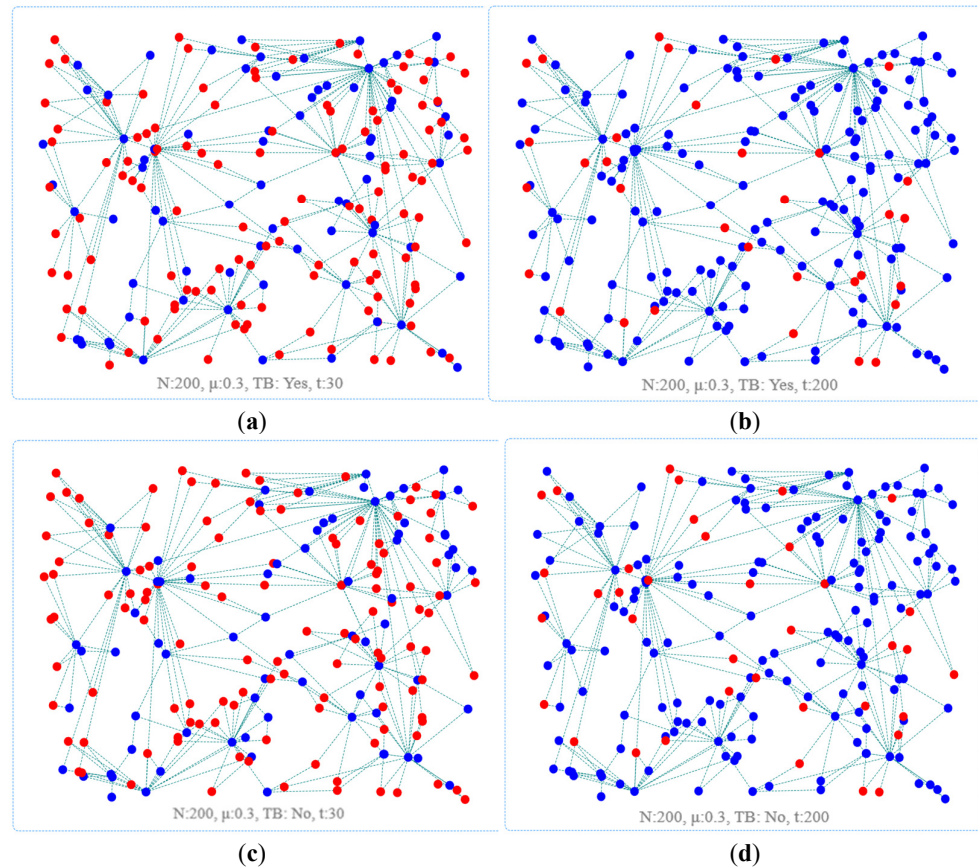 N:200, μ:0.3, TB: Yes, t:30
N:200, μ:0.3, TB: Yes, t:200
(a)
(b)
N:200, μ:0.3, TB: No, t:30
N:200, μ:0.3, TB: No, t:200
(c)
(d)